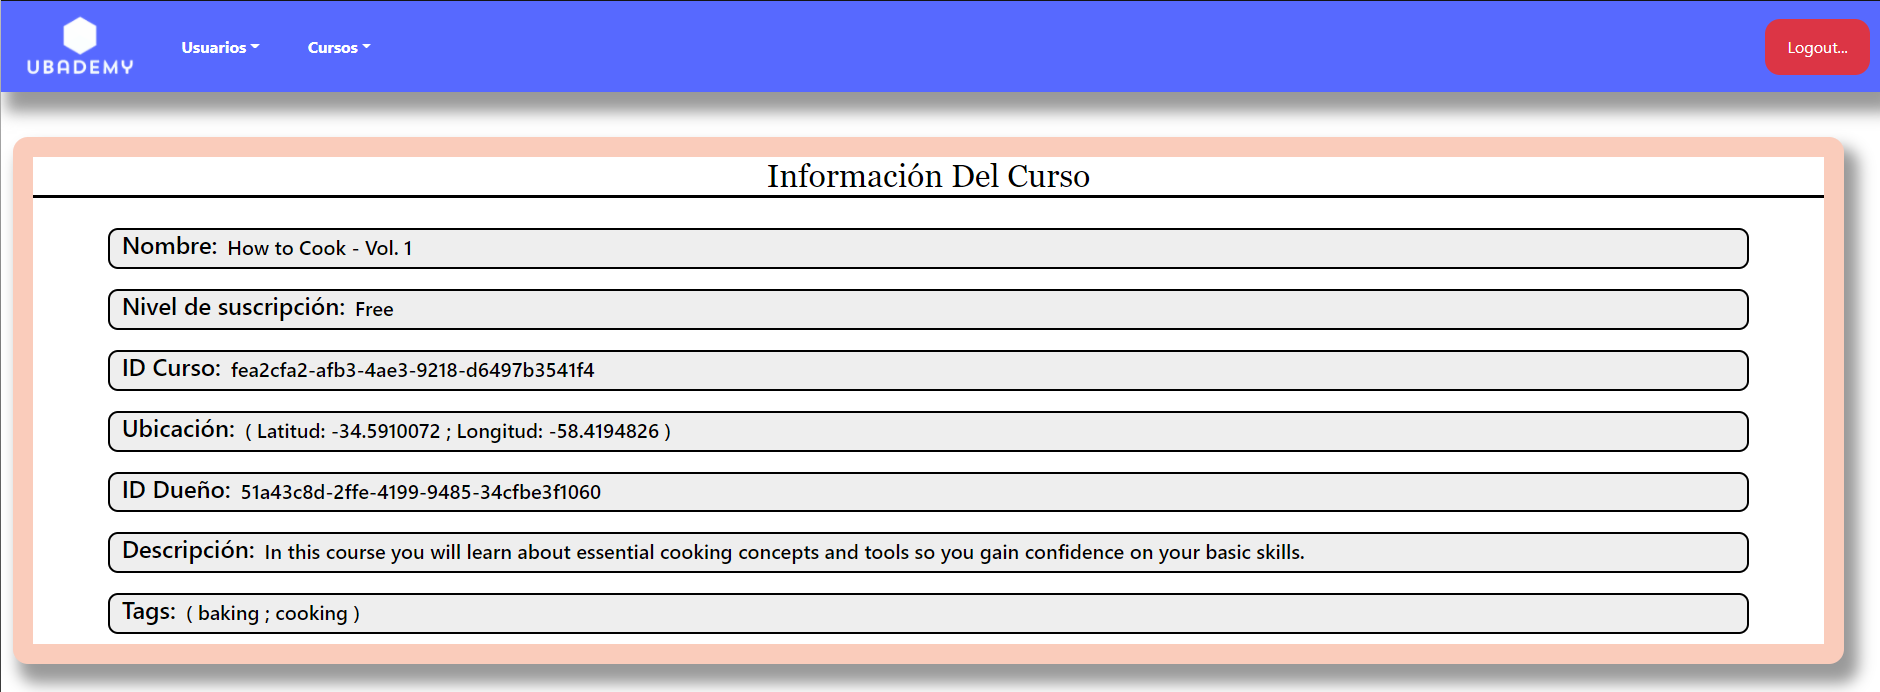 UBADEMY
Usuarios
Cursos
Logout...
Información Del Curso
Nombre: How to Cook - Vol. 1
Nivel de suscripción: Free
ID Curso: fea2cfa2-afb3-4ae3-9218-d6497b3541f4
Ubicación: ( Latitud: -34.5910072 ; Longitud: -58.4194826 )
ID Dueño: 51a43c8d-2ffe-4199-9485-34cfbe3f1060
Descripción: In this course you will learn about essential cooking concepts and tools so you gain confidence on your basic skills.
Tags: ( baking ; cooking )